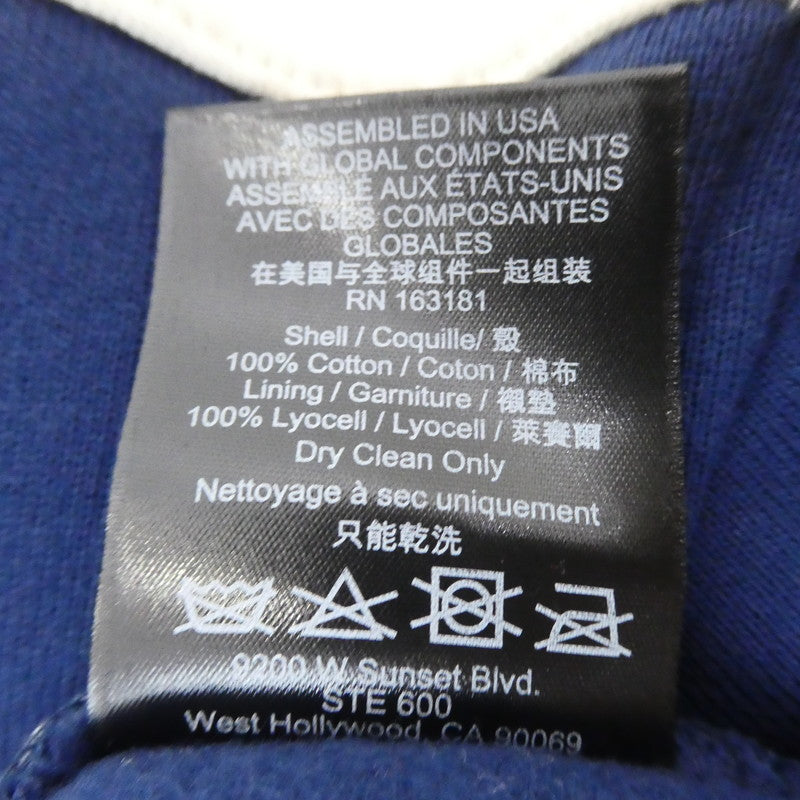 ASSEMBLED IN USA
WITH GLOBAL COMPONENTS
ASSEMBLÉ AUX ÉTATS-UNIS
AVEC DES COMPOSANTES
GLOBALES
在美国与全球组件一起组装
RN 163181
Shell / Coquille/ 殼
100% Cotton / Coton / 棉布
Lining / Garniture / 襯墊
100% Lyocell / Lyocell / 萊賽爾
Dry Clean Only
Nettoyage à sec uniquement
只能乾洗
9200 W Sunset Blvd.
STE 600
West Hollywood, CA 90069